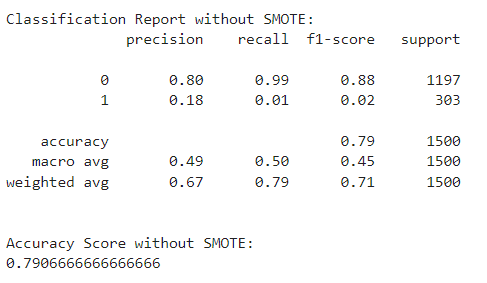 Classification Report without SMOTE:
precision recall f1-score support
0 0.80 0.99 0.88 1197
1 0.18 0.01 0.02 303
accuracy 0.79 1500
macro avg 0.49 0.50 0.45 1500
weighted avg 0.67 0.79 0.71 1500
Accuracy Score without SMOTE:
0.7906666666666666